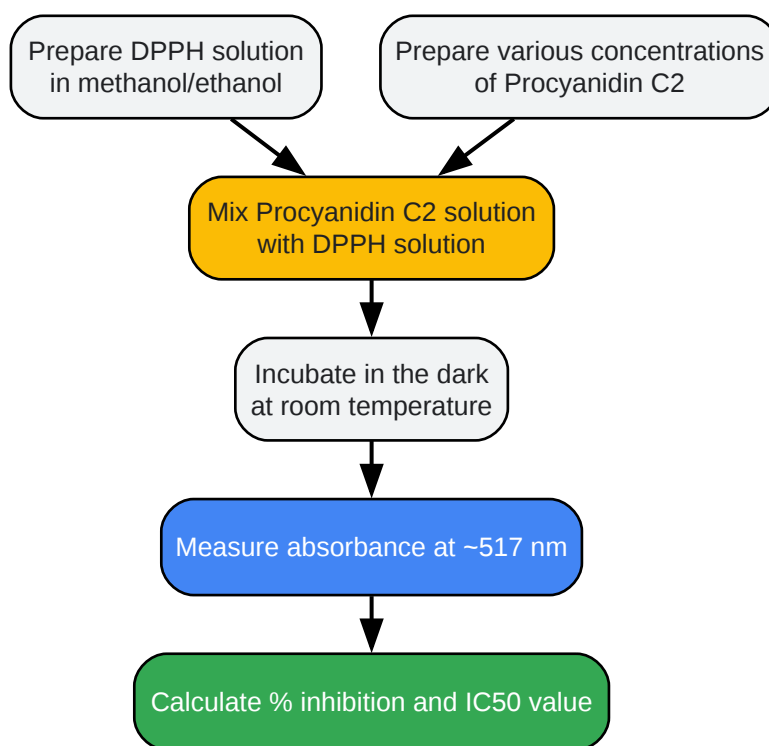 Prepare DPPH solution
in methanol/ethanol
Prepare various concentrations
of Procyanidin C2
Mix Procyanidin C2 solution
with DPPH solution
Incubate in the dark
at room temperature
Measure absorbance at ~517 nm
Calculate % inhibition and IC50 value